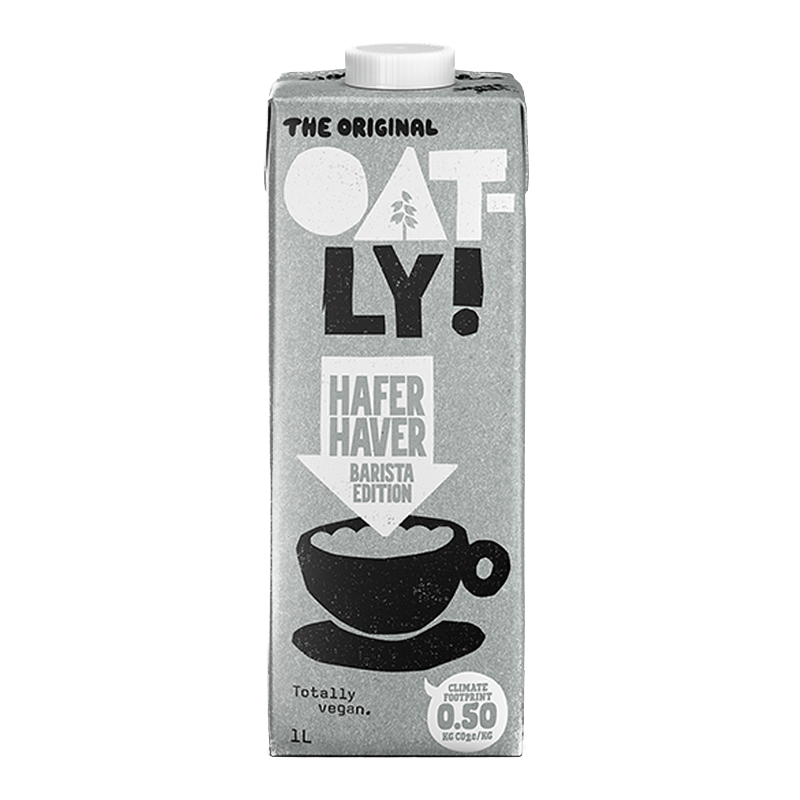 THE ORIGINAL
OAT-
LY!
HAFER
HAVER
BARISTA
EDITION
Totally
vegan.
1L
CLIMATE
FOOTPRINT
0.50
KG CO2e/KG